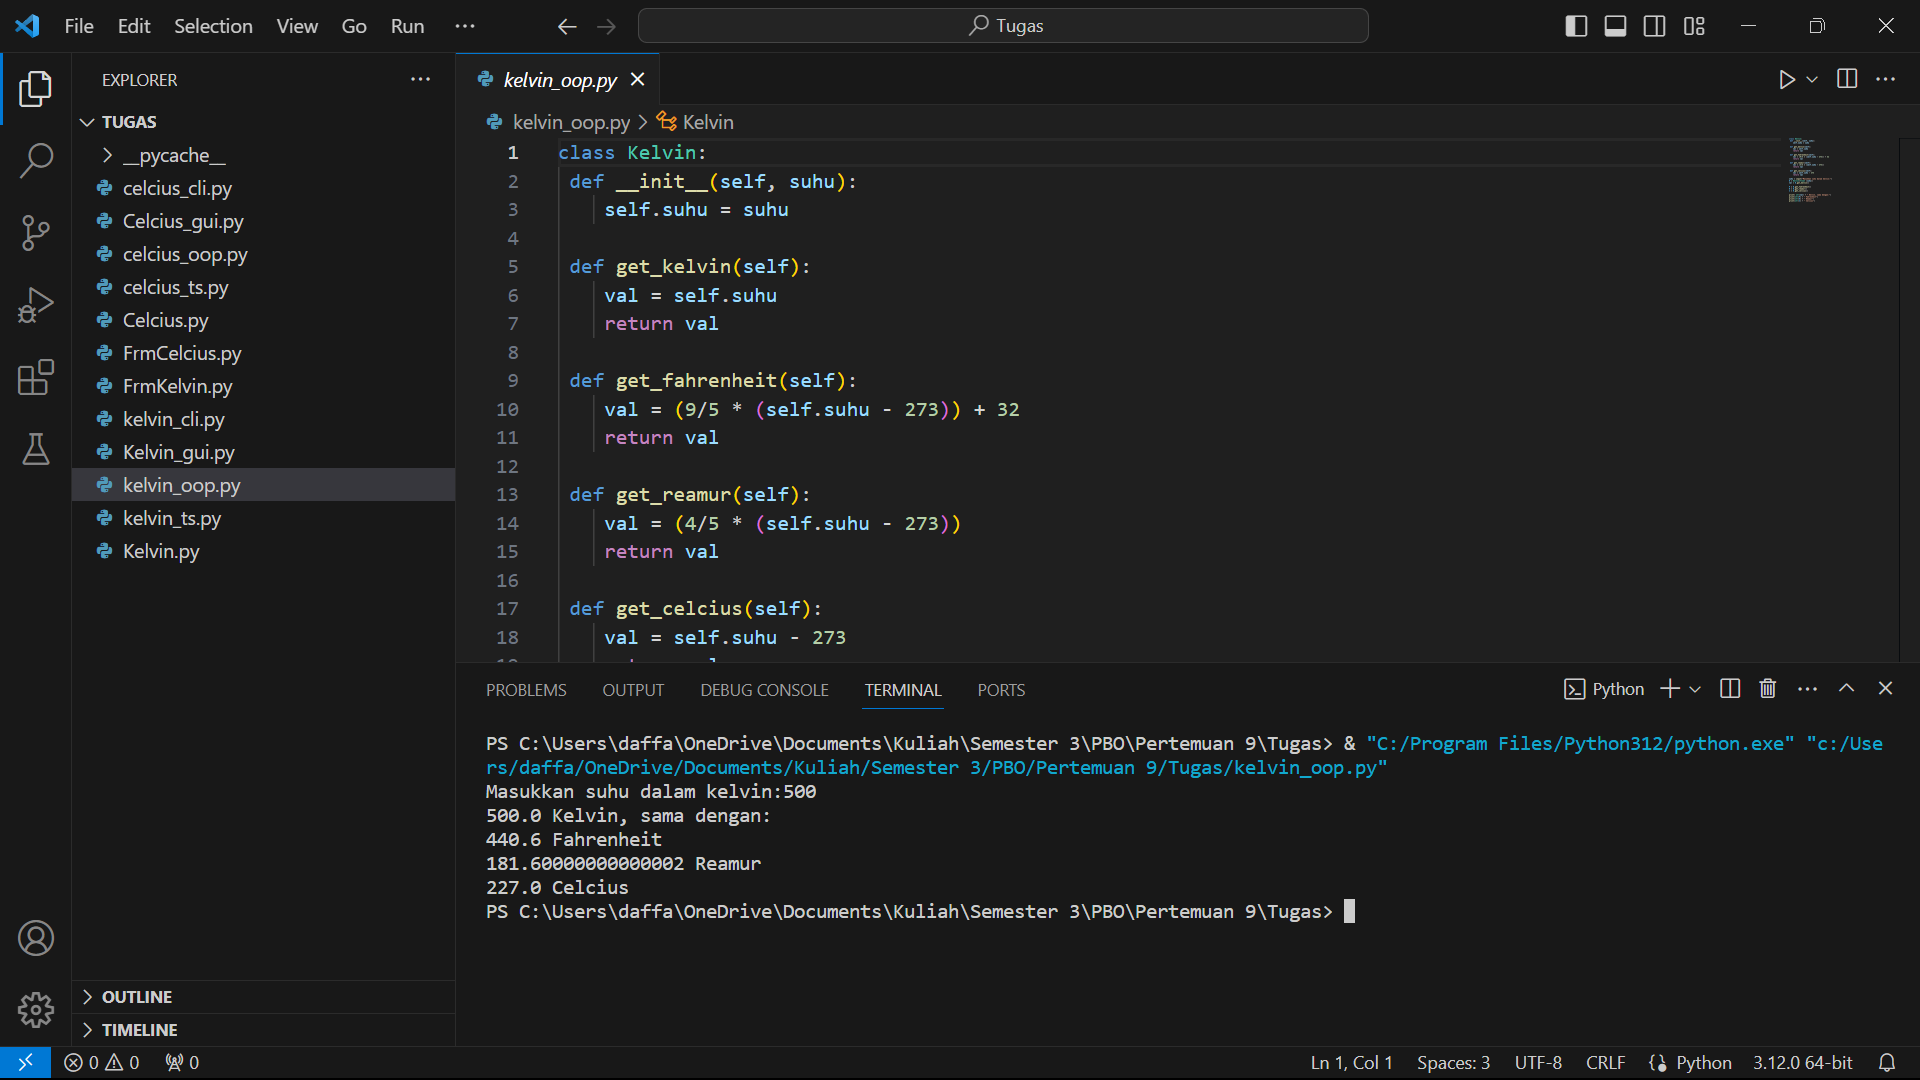 File Edit Selection View Go Run ... Tugas
EXPLORER ...
TUGAS
__pycache__
celcius_cli.py
Celcius_gui.py
celcius_oop.py
celcius_ts.py
Celcius.py
FrmCelcius.py
FrmKelvin.py
kelvin_cli.py
Kelvin_gui.py
kelvin_oop.py
kelvin_ts.py
Kelvin.py
OUTLINE
TIMELINE
kelvin_oop.py
kelvin_oop.py > Kelvin
1 class Kelvin:
2 def __init__(self, suhu):
3 self.suhu = suhu
4
5 def get_kelvin(self):
6 val = self.suhu
7 return val
8
9 def get_fahrenheit(self):
10 val = (9/5 * (self.suhu - 273)) + 32
11 return val
12
13 def get_reamur(self):
14 val = (4/5 * (self.suhu - 273))
15 return val
16
17 def get_celcius(self):
18 val = self.suhu - 273
PROBLEMS OUTPUT DEBUG CONSOLE TERMINAL PORTS Python
PS C:\Users\daffa\OneDrive\Documents\Kuliah\Semester 3\PBO\Pertemuan 9\Tugas> & "C:/Program Files/Python312/python.exe" "c:/Use
rs/daffa/OneDrive/Documents/Kuliah/Semester 3/PBO/Pertemuan 9/Tugas/kelvin_oop.py"
Masukkan suhu dalam kelvin:500
500.0 Kelvin, sama dengan:
440.6 Fahrenheit
181.60000000000002 Reamur
227.0 Celcius
PS C:\Users\daffa\OneDrive\Documents\Kuliah\Semester 3\PBO\Pertemuan 9\Tugas>
0 0 0 Ln 1, Col 1 Spaces: 3 UTF-8 CRLF Python 3.12.0 64-bit